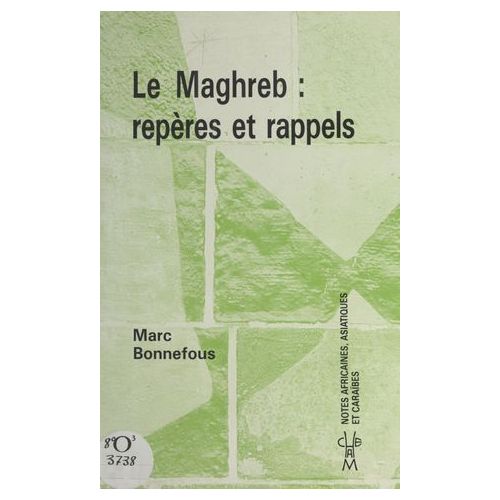 Le Maghreb :
repères et rappels
Marc
Bonnefous
NOTES AFRICAINES, ASIATIQUES
ET CARAÏBES
CHEAM
8°O³
3738